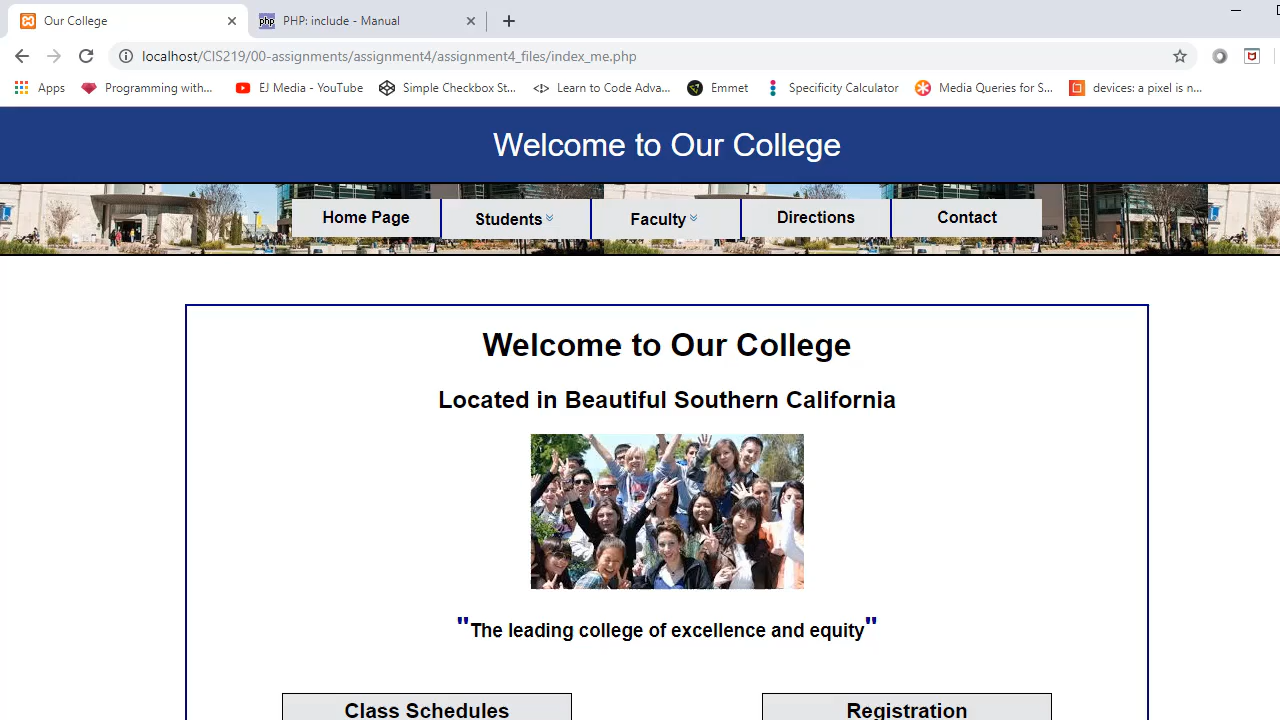 Our College
php PHP: include - Manual
localhost/CIS219/00-assignments/assignment4/assignment4_files/index_me.php
Apps Programming with... EJ Media - YouTube Simple Checkbox St... Learn to Code Adva... Emmet Specificity Calculator Media Queries for S... devices: a pixel is n...
Welcome to Our College
Home Page Students Faculty Directions Contact
Welcome to Our College
Located in Beautiful Southern California
"The leading college of excellence and equity"
Class Schedules Registration